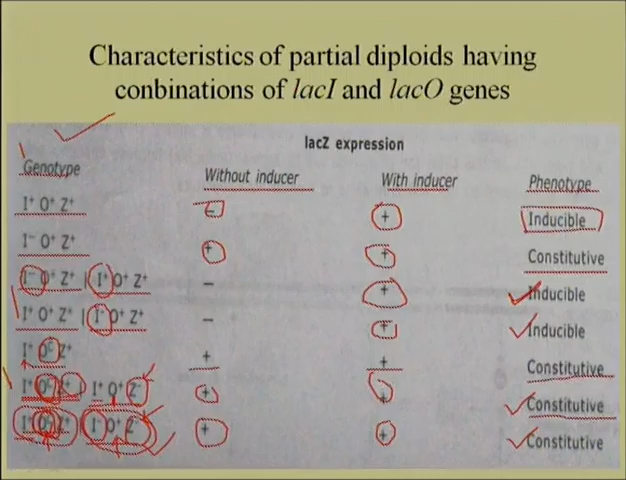 Characteristics of partial diploids having
conbinations of lacI and lacO genes
lacZ expression
Genotype Without inducer With inducer Phenotype
I⁺ O⁺ Z⁺ − + Inducible
I⁻ O⁺ Z⁺ + + Constitutive
I⁻ O⁺ Z⁺ | I⁺ O⁺ Z⁺ − + Inducible
I⁺ O⁺ Z⁺ | I⁻ O⁺ Z⁺ − + Inducible
I⁺ Oᶜ Z⁺ + + Constitutive
I⁺ Oᶜ Z⁺ | I⁺ O⁺ Z⁻ + + Constitutive
I⁺ Oᶜ Z⁺ | I⁻ O⁺ Z⁻ + + Constitutive